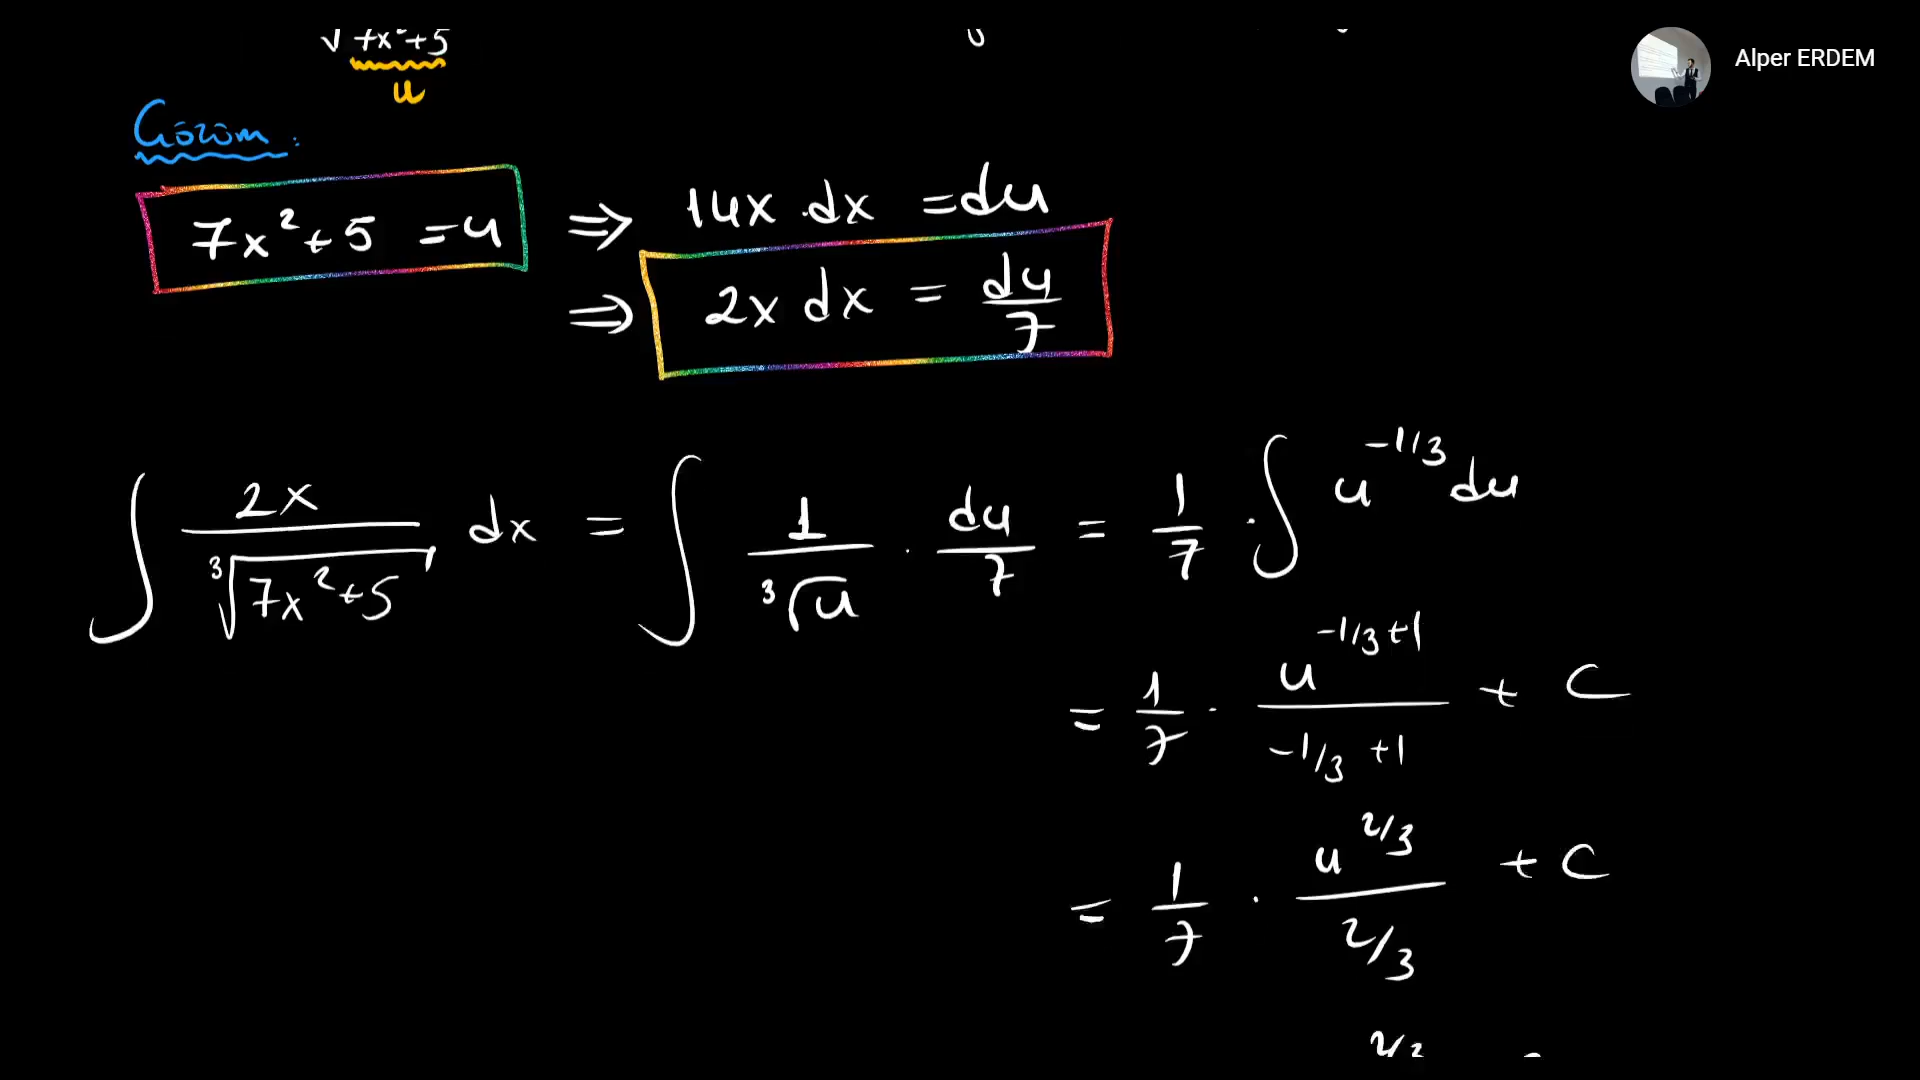 √7x²+5
u
Alper ERDEM
Çözüm:
7x²+5 = u ⇒ 14x·dx = du
⇒ 2x dx = du/7
∫ 2x/∛(7x²+5) dx = ∫ 1/∛u · du/7 = 1/7 · ∫ u^(-1/3) du
= 1/7 · u^(-1/3+1)/(-1/3+1) + C
= 1/7 · u^(2/3)/(2/3) + C